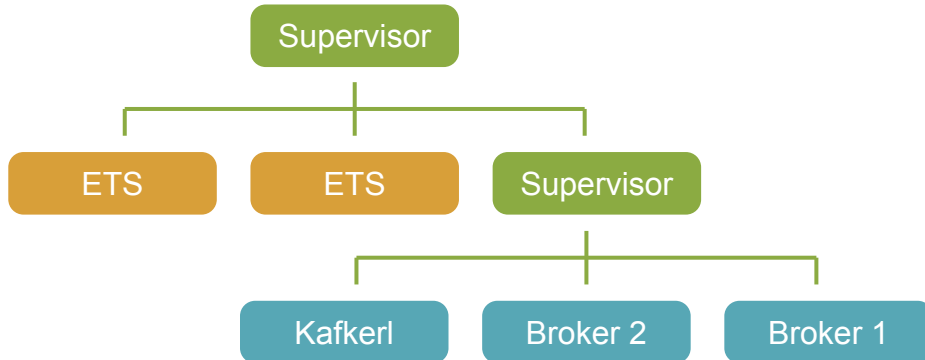 Supervisor
ETS
ETS
Supervisor
Kafkerl
Broker 2
Broker 1